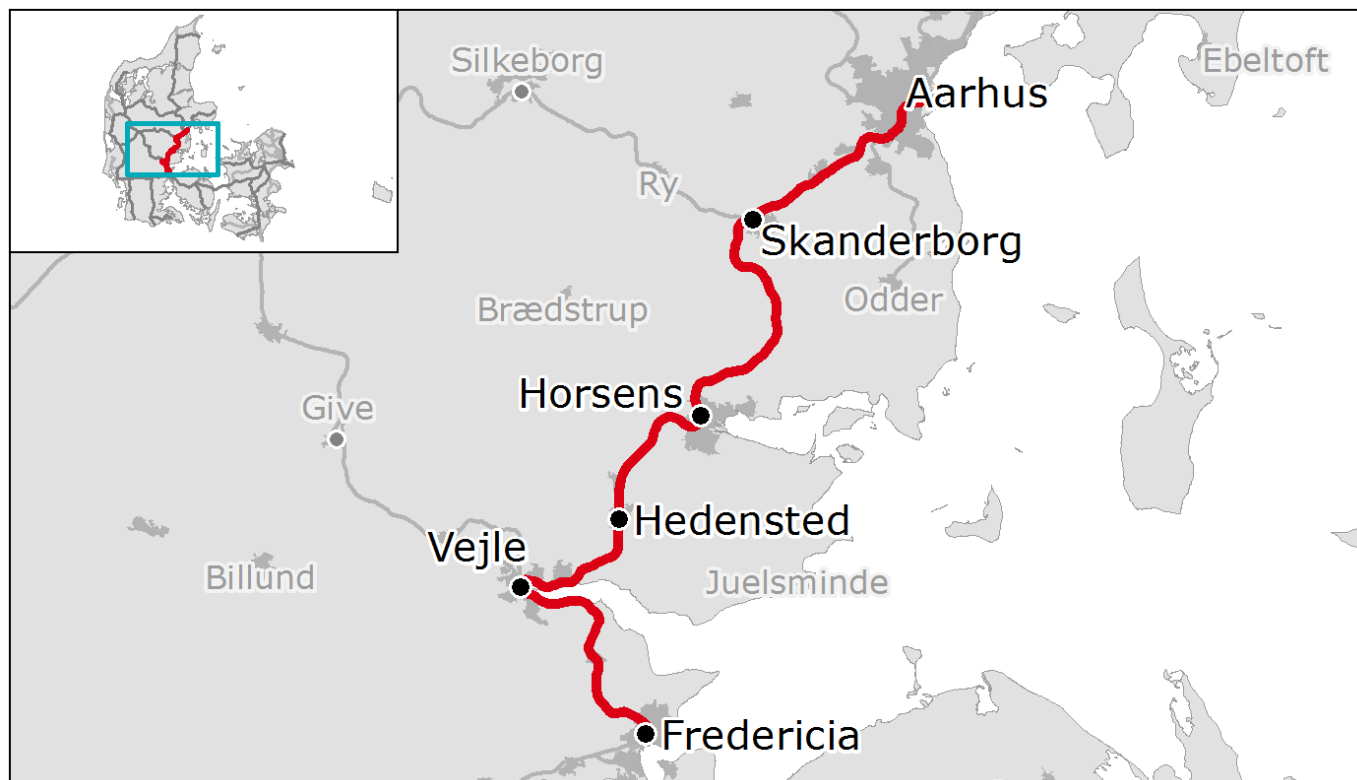 Silkeborg
Ebeltoft
Aarhus
Ry
Skanderborg
Odder
Brædstrup
Horsens
Give
Hedensted
Vejle
Billund
Juelsminde
Fredericia